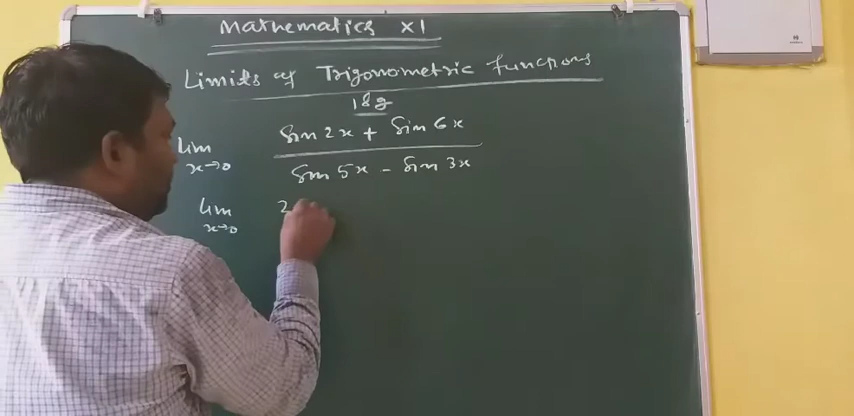 Mathematics XI
Limits of Trigonometric functions
18g
Lim x→0 (Sin 2x + Sin 6x) / (Sin 5x - Sin 3x)
Lim x→0 2